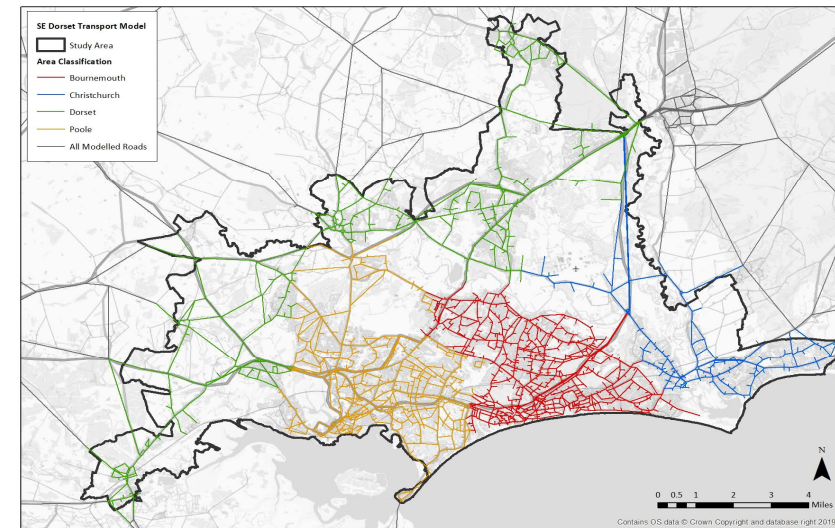 SE Dorset Transport Model
Study Area
Area Classification
Bournemouth
Christchurch
Dorset
Poole
All Modelled Roads
N
0 0.5 1 2 3 4
Miles
Contains OS data © Crown Copyright and database right 2019